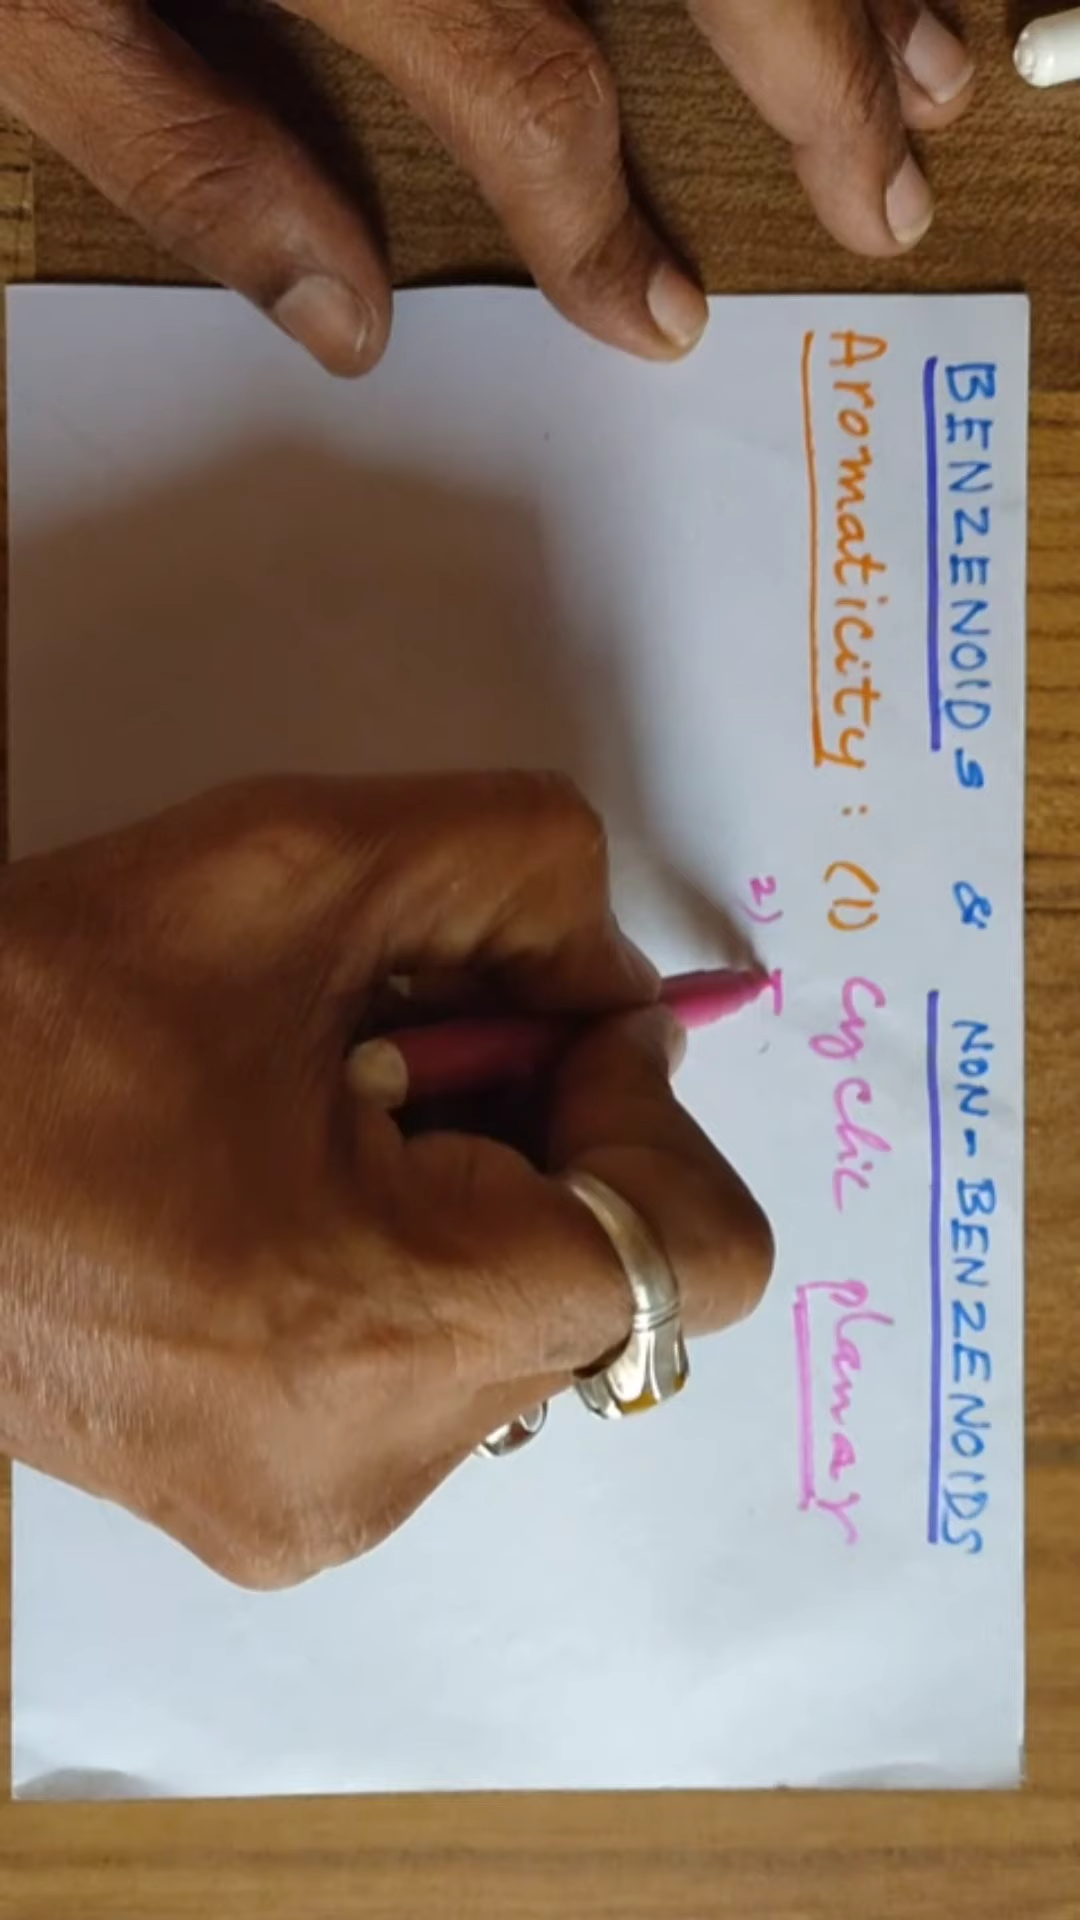 BENZENOIDs & NON-BENZENOIDS
Aromaticity : (1) Cyclic planar
2)